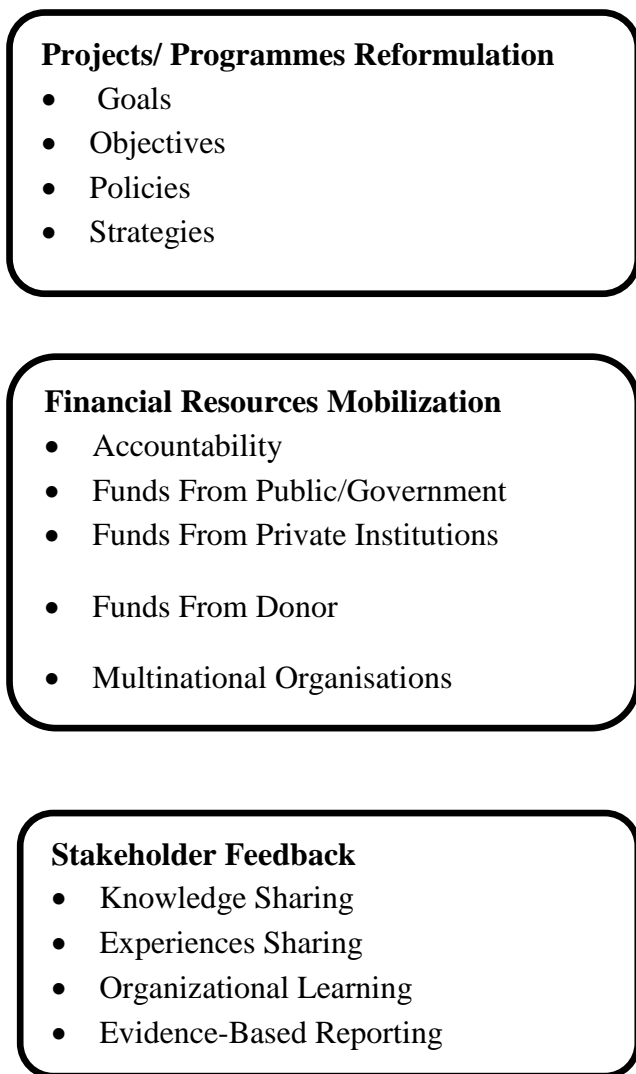 Projects/ Programmes Reformulation
• Goals
• Objectives
• Policies
• Strategies
Financial Resources Mobilization
• Accountability
• Funds From Public/Government
• Funds From Private Institutions
• Funds From Donor
• Multinational Organisations
Stakeholder Feedback
• Knowledge Sharing
• Experiences Sharing
• Organizational Learning
• Evidence-Based Reporting